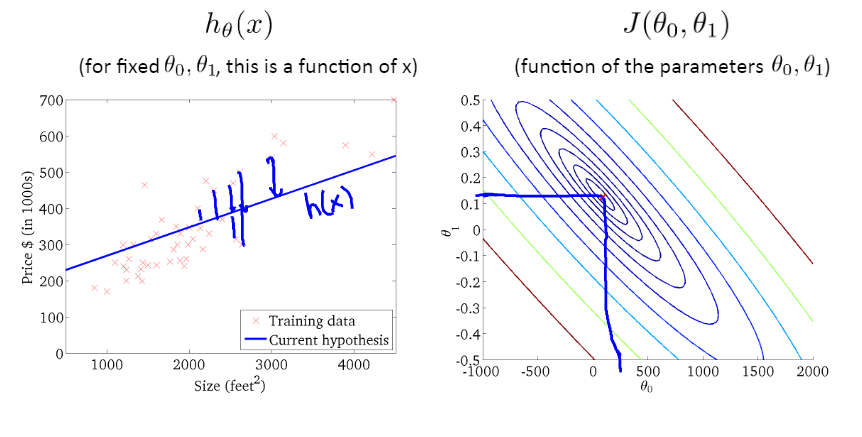 hθ(x)
(for fixed θ0, θ1, this is a function of x)
700
600
500
400
300
200
100
0
Price $ (in 1000s)
1000
2000
3000
4000
Size (feet²)
h(x)
Training data
Current hypothesis
J(θ0, θ1)
(function of the parameters θ0, θ1)
0.5
0.4
0.3
0.2
0.1
0
-0.1
-0.2
-0.3
-0.4
-0.5
θ1
-1000
-500
0
500
1000
1500
2000
θ0